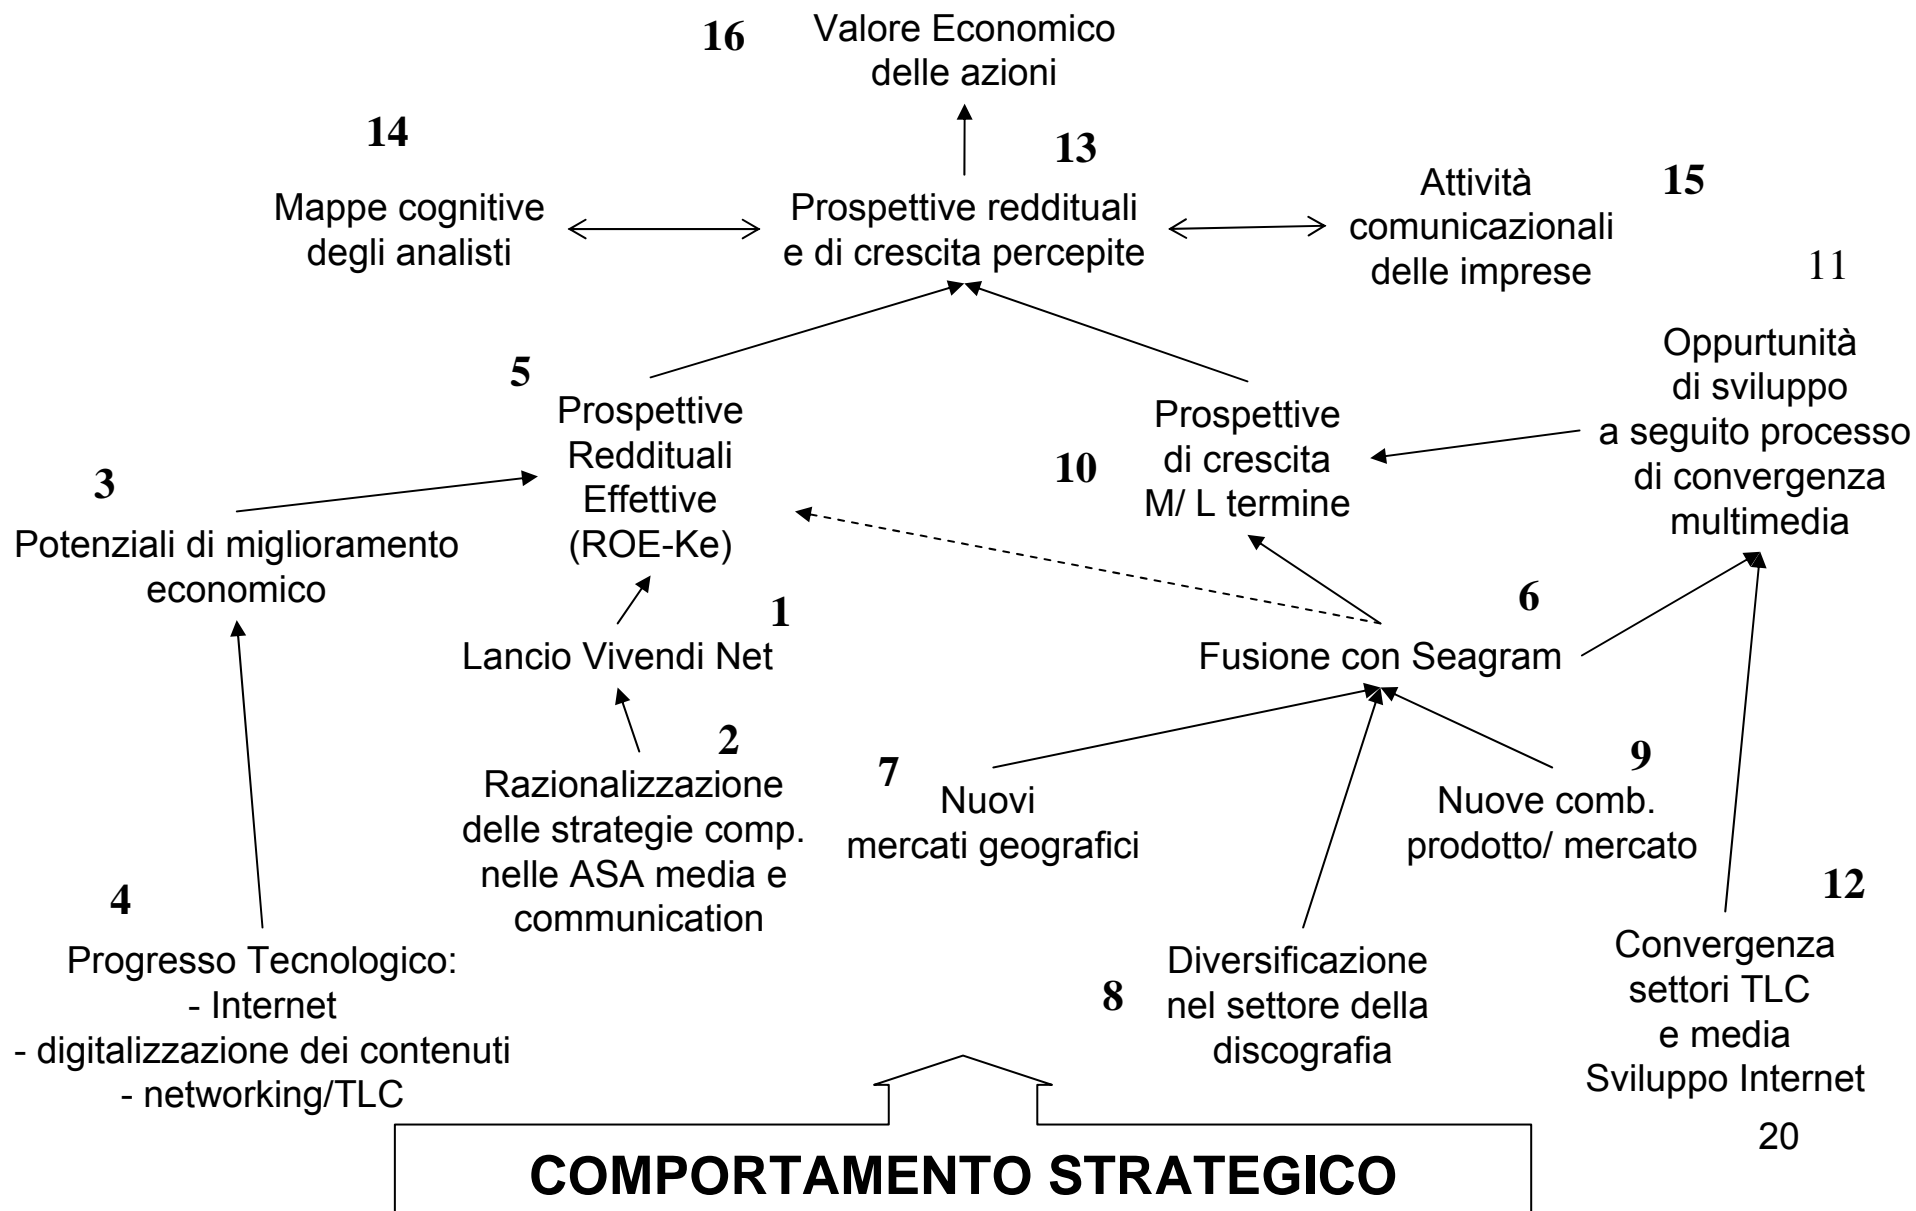 16
Valore Economico
delle azioni
14
13
Mappe cognitive
degli analisti
Prospettive reddituali
e di crescita percepite
Attività
comunicazionali
delle imprese
15
11
Oppurtunità
di sviluppo
a seguito processo
di convergenza
multimedia
5
Prospettive
Reddituali
Effettive
(ROE-Ke)
10
Prospettive
di crescita
M/ L termine
3
Potenziali di miglioramento
economico
1
Lancio Vivendi Net
6
Fusione con Seagram
2
Razionalizzazione
delle strategie comp.
nelle ASA media e
communication
7
Nuovi
mercati geografici
9
Nuove comb.
prodotto/ mercato
4
Progresso Tecnologico:
- Internet
- digitalizzazione dei contenuti
- networking/TLC
8
Diversificazione
nel settore della
discografia
12
Convergenza
settori TLC
e media
Sviluppo Internet
20
COMPORTAMENTO STRATEGICO